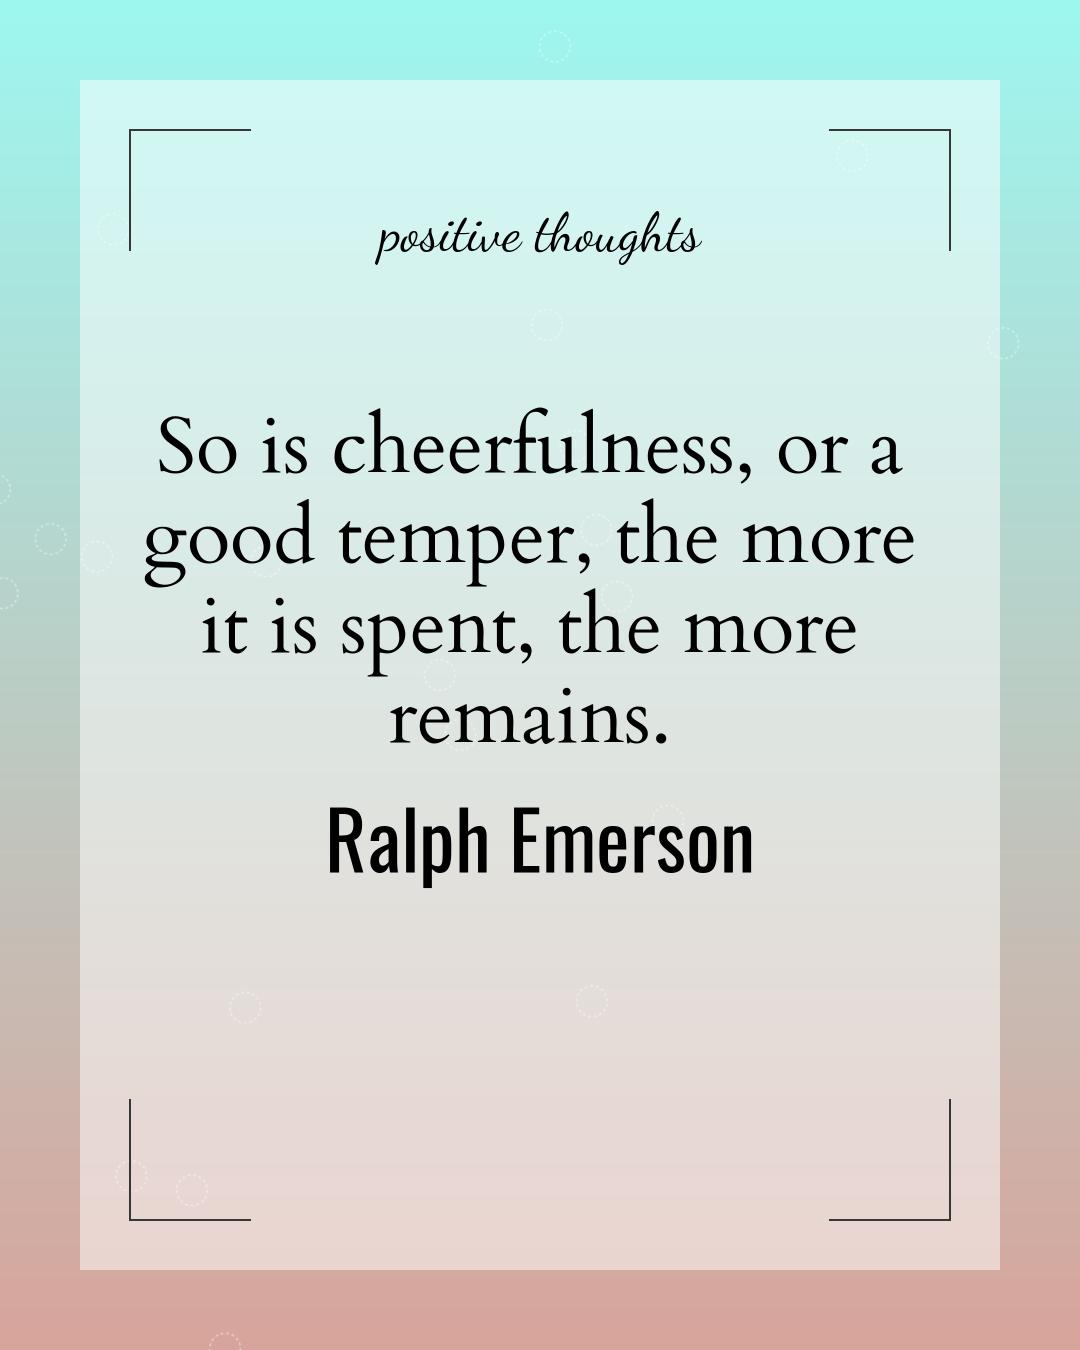 positive thoughts
So is cheerfulness, or a
good temper, the more
it is spent, the more
remains.
Ralph Emerson